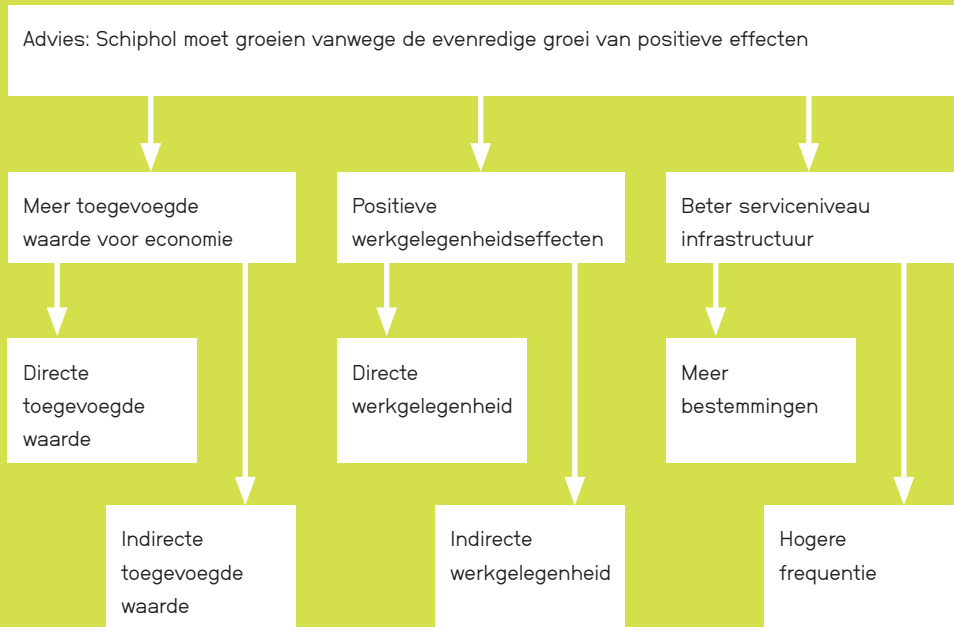 Advies: Schiphol moet groeien vanwege de evenredige groei van positieve effecten
Meer toegevoegde
waarde voor economie
Positieve
werkgelegenheidseffecten
Beter serviceniveau
infrastructuur
Directe
toegevoegde
waarde
Directe
werkgelegenheid
Meer
bestemmingen
Indirecte
toegevoegde
waarde
Indirecte
werkgelegenheid
Hogere
frequentie